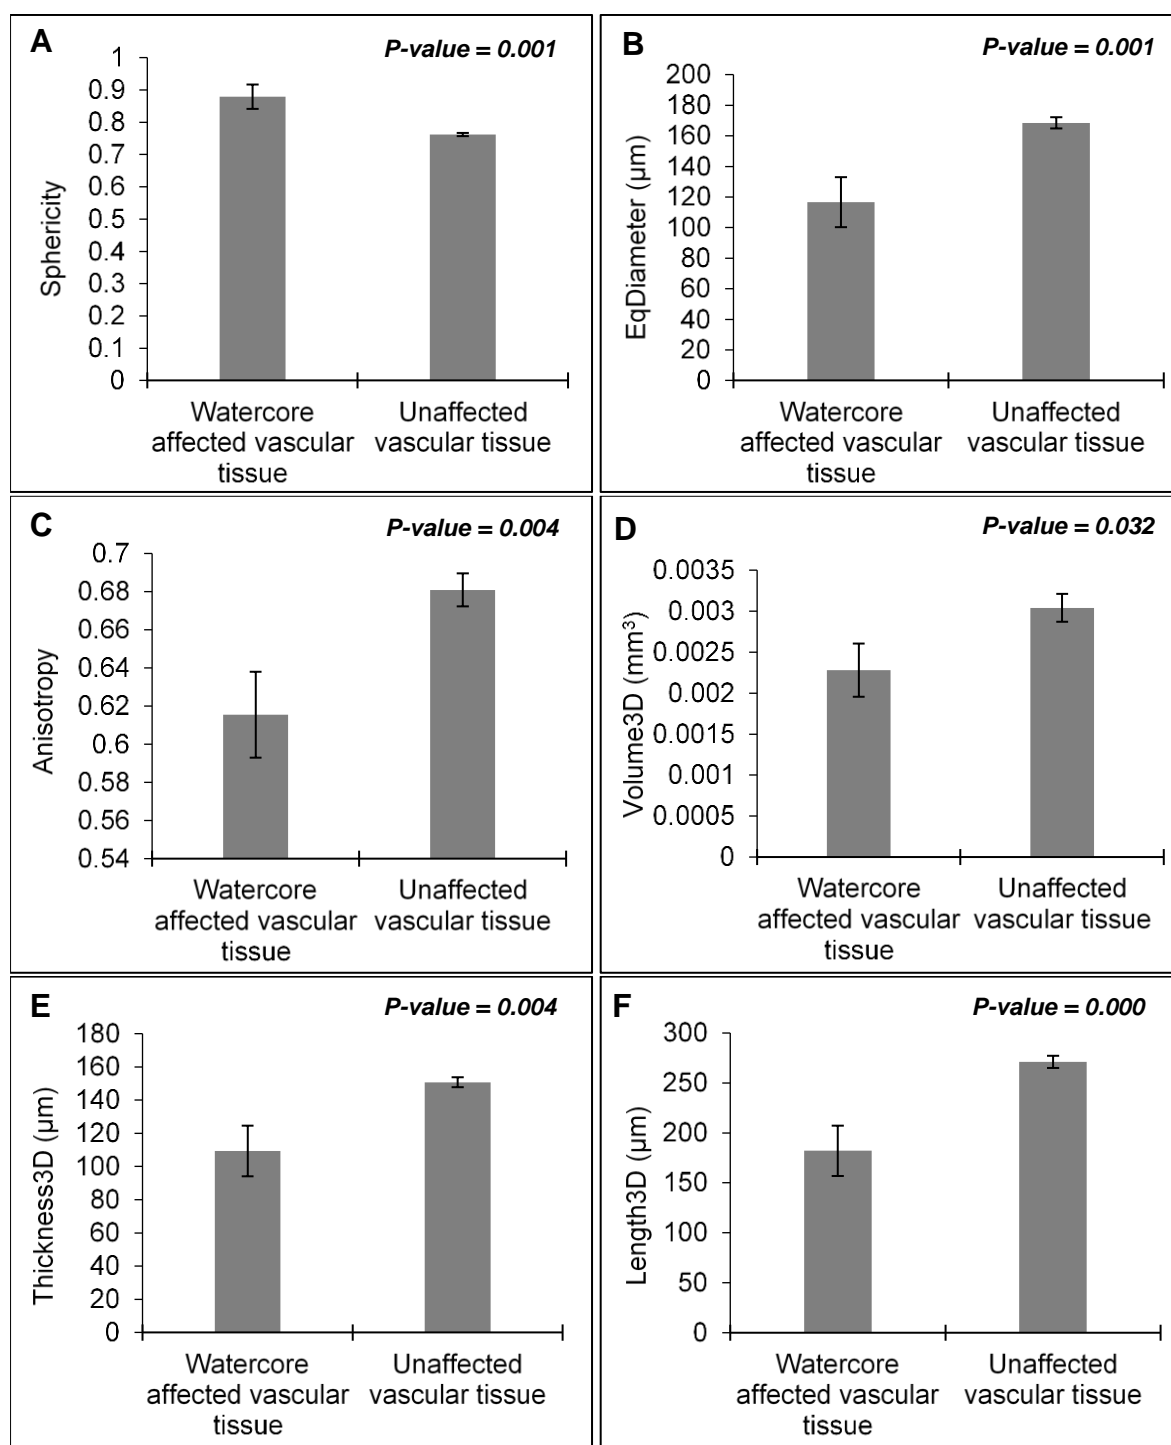 A
P-value = 0.001
1
0.9
0.8
0.7
0.6
0.5
0.4
0.3
0.2
0.1
0
Sphericity
Watercore
affected vascular
tissue
Unaffected
vascular tissue
B
P-value = 0.001
200
180
160
140
120
100
80
60
40
20
0
EqDiameter (µm)
Watercore
affected vascular
tissue
Unaffected
vascular tissue
C
P-value = 0.004
0.7
0.68
0.66
0.64
0.62
0.6
0.58
0.56
0.54
Anisotropy
Watercore
affected vascular
tissue
Unaffected
vascular tissue
D
P-value = 0.032
0.0035
0.003
0.0025
0.002
0.0015
0.001
0.0005
0
Volume3D (mm³)
Watercore
affected vascular
tissue
Unaffected
vascular tissue
E
P-value = 0.004
180
160
140
120
100
80
60
40
20
0
Thickness3D (µm)
Watercore
affected vascular
tissue
Unaffected
vascular tissue
F
P-value = 0.000
300
250
200
150
100
50
0
Length3D (µm)
Watercore
affected vascular
tissue
Unaffected
vascular tissue